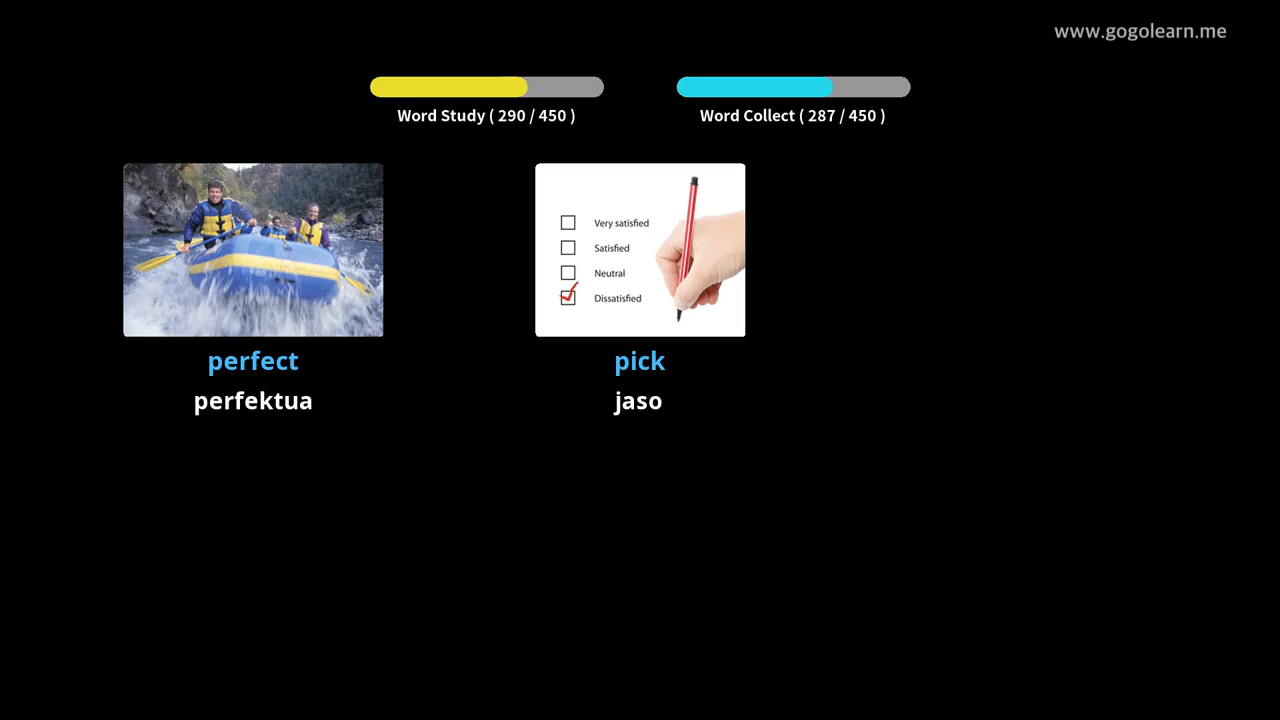 www.gogolearn.me
Word Study ( 290 / 450 )
Word Collect ( 287 / 450 )
Very satisfied
Satisfied
Neutral
Dissatisfied
perfect
perfektua
pick
jaso